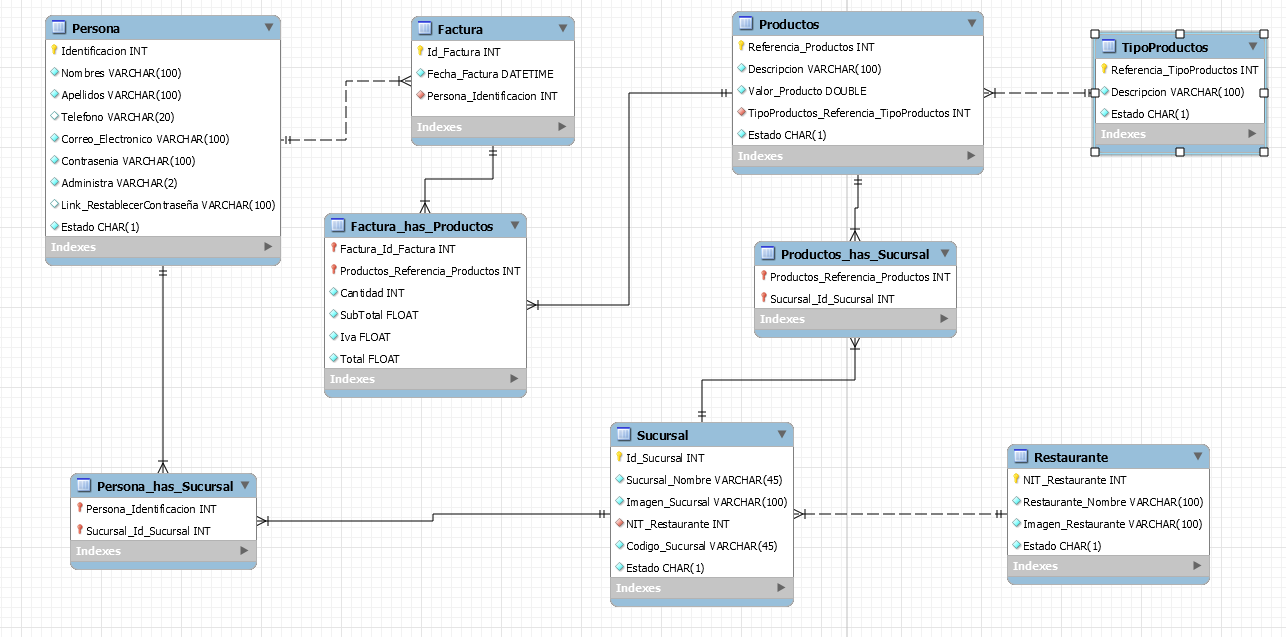 Persona
Identificacion INT
Nombres VARCHAR(100)
Apellidos VARCHAR(100)
Telefono VARCHAR(20)
Correo_Electronico VARCHAR(100)
Contrasenia VARCHAR(100)
Administra VARCHAR(2)
Link_RestablecerContraseña VARCHAR(100)
Estado CHAR(1)
Indexes
Factura
Id_Factura INT
Fecha_Factura DATETIME
Persona_Identificacion INT
Indexes
Productos
Referencia_Productos INT
Descripcion VARCHAR(100)
Valor_Producto DOUBLE
TipoProductos_Referencia_TipoProductos INT
Estado CHAR(1)
Indexes
TipoProductos
Referencia_TipoProductos INT
Descripcion VARCHAR(100)
Estado CHAR(1)
Indexes
Factura_has_Productos
Factura_Id_Factura INT
Productos_Referencia_Productos INT
Cantidad INT
SubTotal FLOAT
Iva FLOAT
Total FLOAT
Indexes
Productos_has_Sucursal
Productos_Referencia_Productos INT
Sucursal_Id_Sucursal INT
Indexes
Persona_has_Sucursal
Persona_Identificacion INT
Sucursal_Id_Sucursal INT
Indexes
Sucursal
Id_Sucursal INT
Sucursal_Nombre VARCHAR(45)
Imagen_Sucursal VARCHAR(100)
NIT_Restaurante INT
Codigo_Sucursal VARCHAR(45)
Estado CHAR(1)
Indexes
Restaurante
NIT_Restaurante INT
Restaurante_Nombre VARCHAR(100)
Imagen_Restaurante VARCHAR(100)
Estado CHAR(1)
Indexes